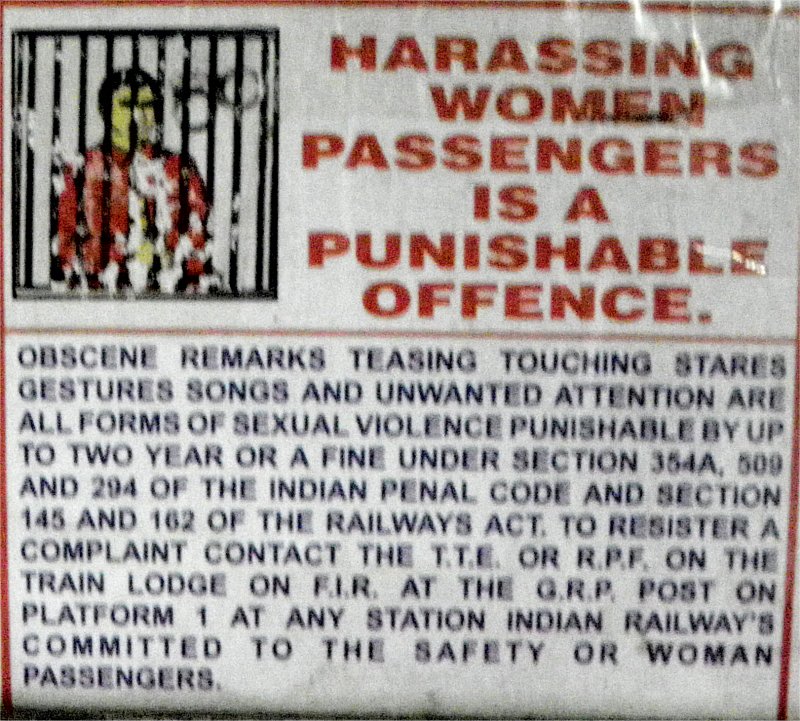 HARASSING
WOMEN
PASSENGERS
IS A
PUNISHABLE
OFFENCE.
OBSCENE REMARKS TEASING TOUCHING STARES
GESTURES SONGS AND UNWANTED ATTENTION ARE
ALL FORMS OF SEXUAL VIOLENCE PUNISHABLE BY UP
TO TWO YEAR OR A FINE UNDER SECTION 354A, 509
AND 294 OF THE INDIAN PENAL CODE AND SECTION
145 AND 162 OF THE RAILWAYS ACT. TO RESISTER A
COMPLAINT CONTACT THE T.T.E. OR R.P.F. ON THE
TRAIN LODGE ON F.I.R. AT THE G.R.P. POST ON
PLATFORM 1 AT ANY STATION INDIAN RAILWAY'S
COMMITTED TO THE SAFETY OR WOMAN
PASSENGERS.